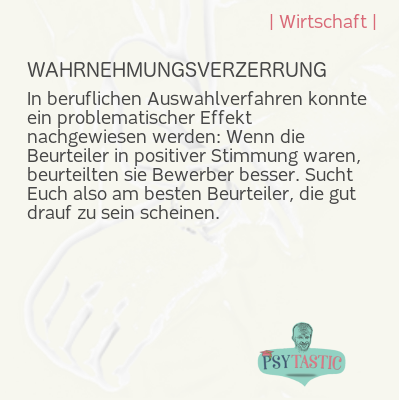 | Wirtschaft |
WAHRNEHMUNGSVERZERRUNG
In beruflichen Auswahlverfahren konnte
ein problematischer Effekt
nachgewiesen werden: Wenn die
Beurteiler in positiver Stimmung waren,
beurteilten sie Bewerber besser. Sucht
Euch also am besten Beurteiler, die gut
drauf zu sein scheinen.
PSYTASTIC